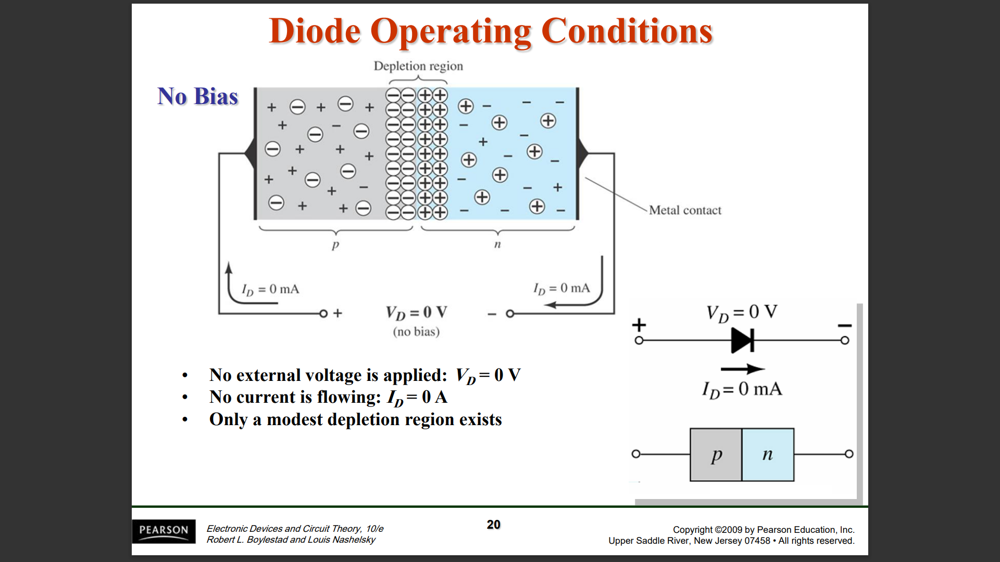 Diode Operating Conditions
Depletion region
No Bias
Metal contact
p
n
I_D = 0 mA
I_D = 0 mA
+ V_D = 0 V −
(no bias)
V_D = 0 V
+ −
I_D = 0 mA
p n
• No external voltage is applied: V_D = 0 V
• No current is flowing: I_D = 0 A
• Only a modest depletion region exists
PEARSON
Electronic Devices and Circuit Theory, 10/e
Robert L. Boylestad and Louis Nashelsky
20
Copyright ©2009 by Pearson Education, Inc.
Upper Saddle River, New Jersey 07458 • All rights reserved.